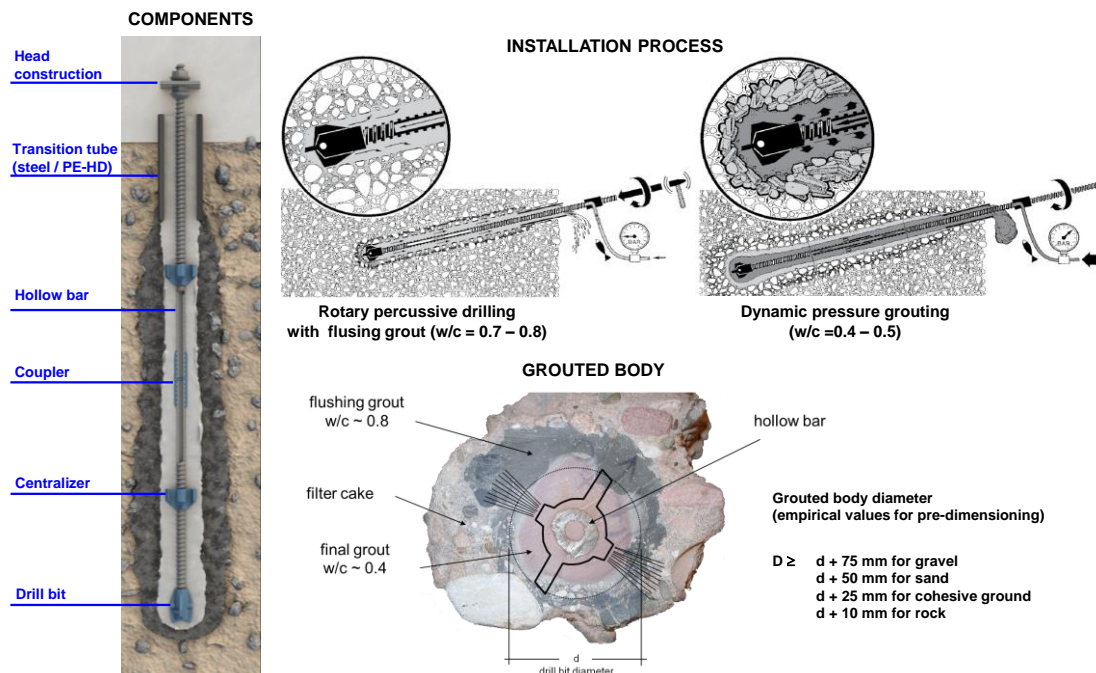 COMPONENTS
Head
construction
Transition tube
(steel / PE-HD)
Hollow bar
Coupler
Centralizer
Drill bit
INSTALLATION PROCESS
BAR
Rotary percussive drilling
with flusing grout (w/c = 0.7 – 0.8)
BAR
Dynamic pressure grouting
(w/c =0.4 – 0.5)
GROUTED BODY
flushing grout
w/c ~ 0.8
filter cake
final grout
w/c ~ 0.4
hollow bar
d
drill bit diameter
Grouted body diameter
(empirical values for pre-dimensioning)
D ≥ d + 75 mm for gravel
d + 50 mm for sand
d + 25 mm for cohesive ground
d + 10 mm for rock